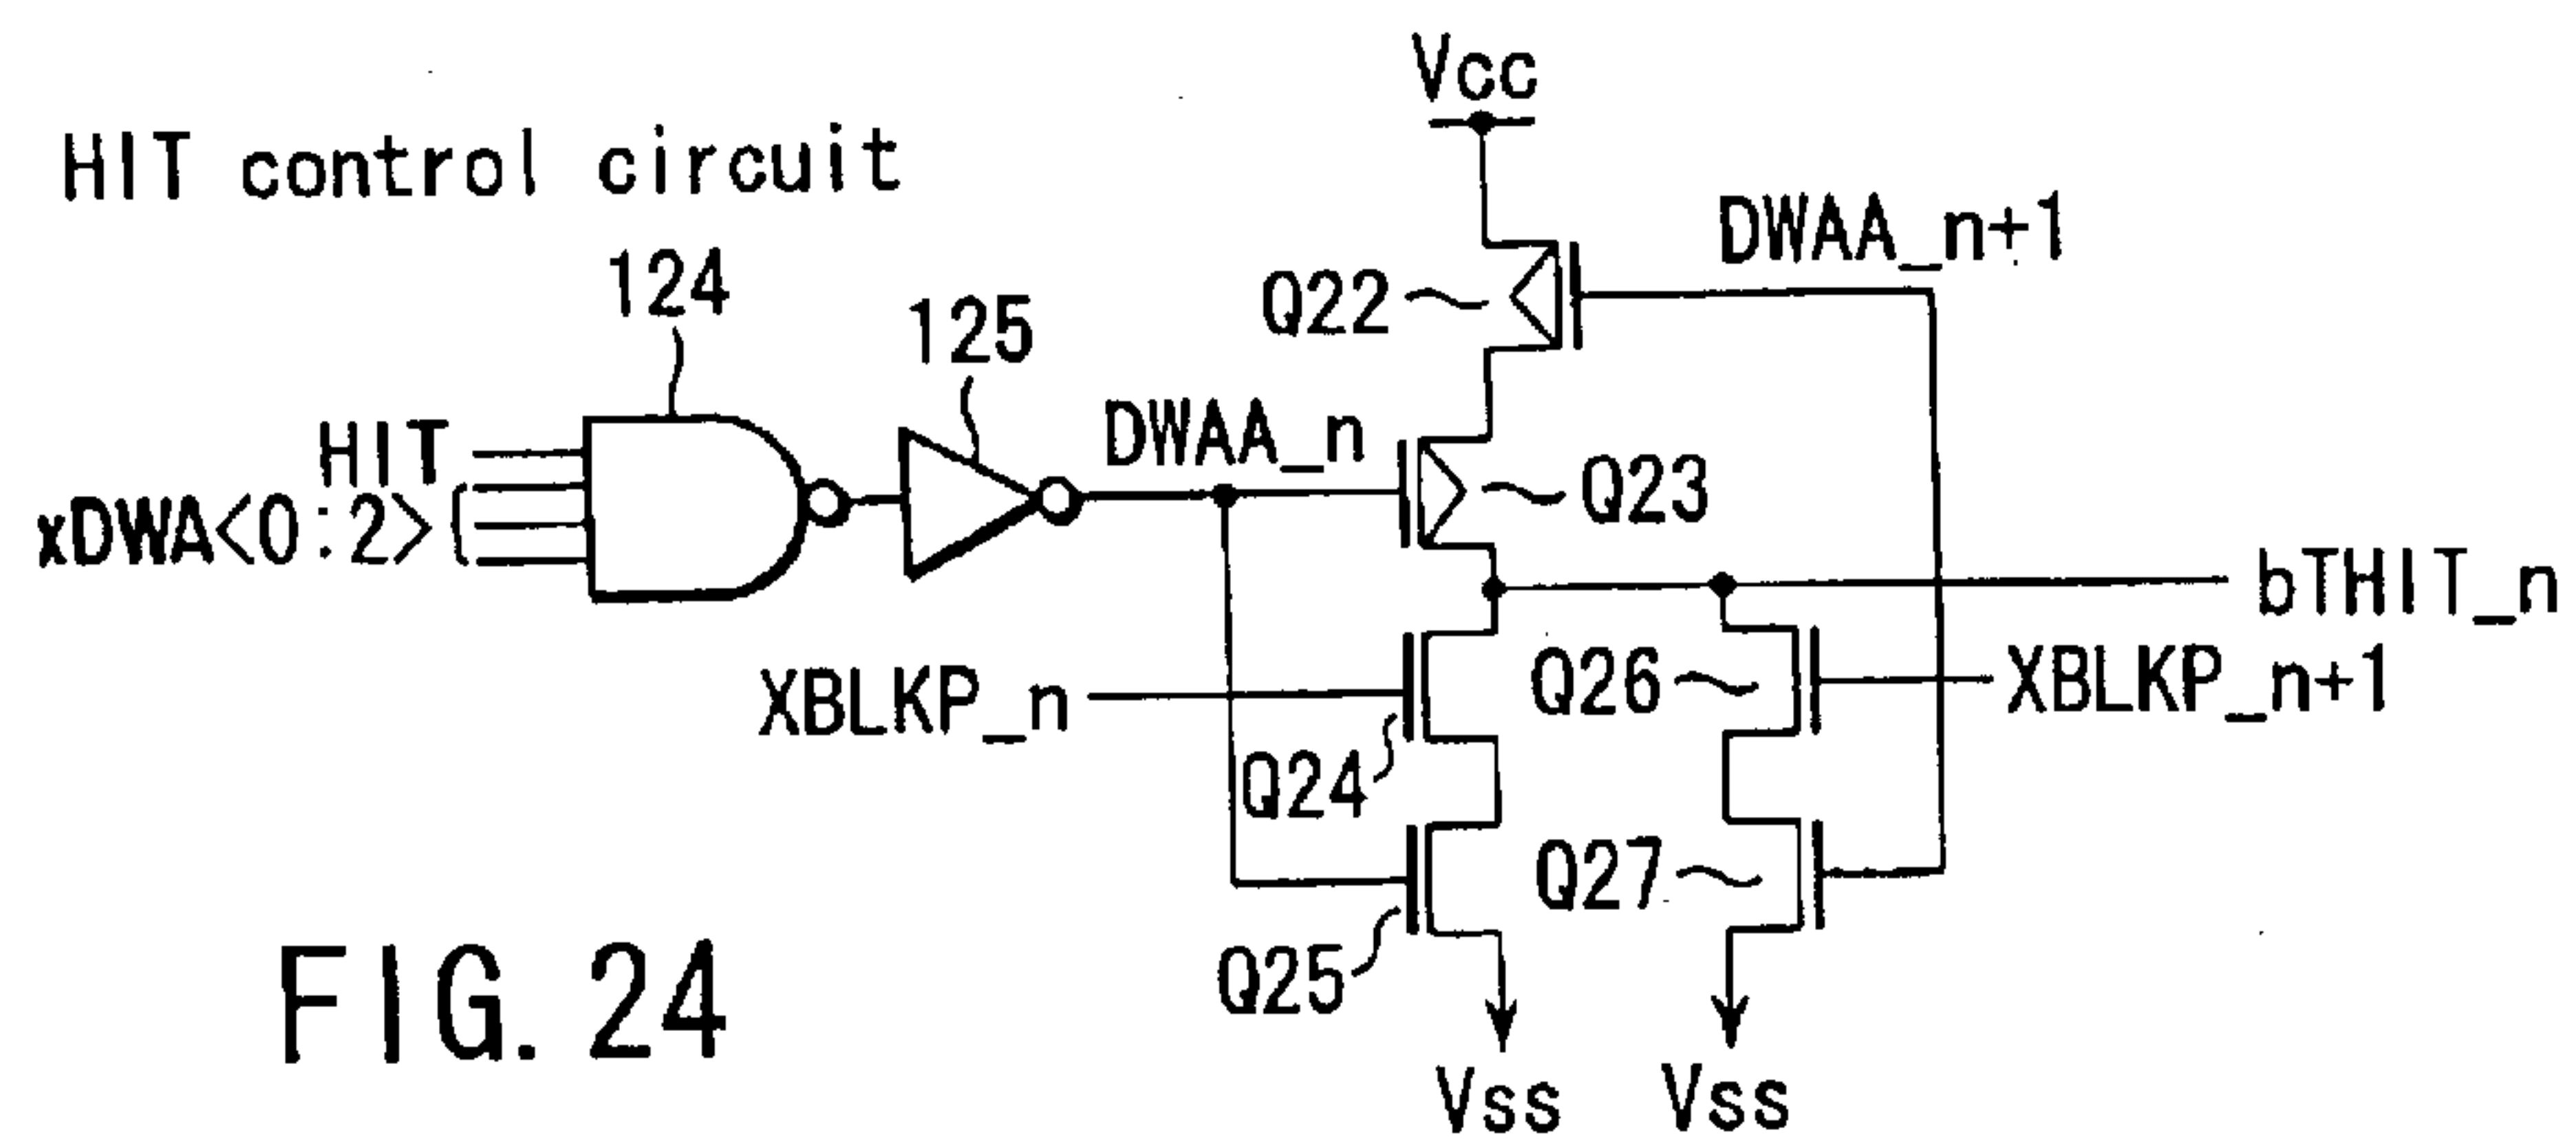 Vcc
HIT control circuit
DWAA_n+1
124
Q22
125
DWAA_n
HIT
Q23
xDWA<0:2>
bTHIT_n
XBLKP_n
Q26
XBLKP_n+1
Q24
Q27
Q25
FIG. 24
Vss
Vss